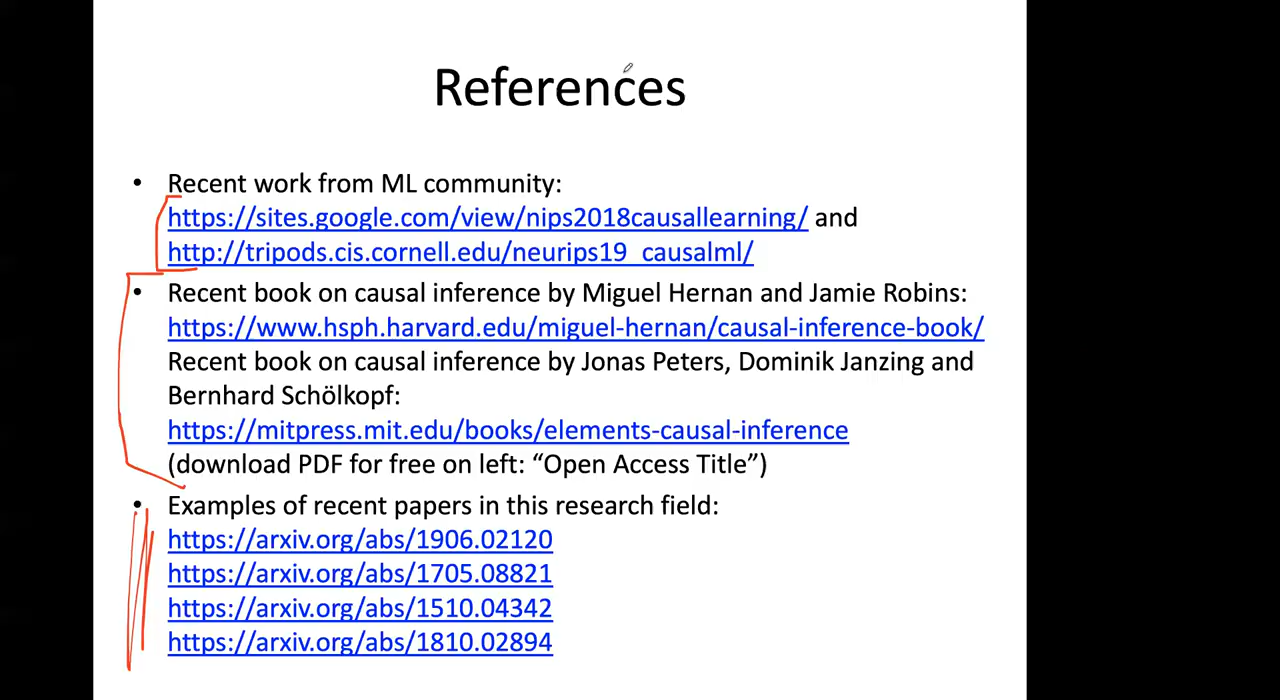 References
• Recent work from ML community:
https://sites.google.com/view/nips2018causallearning/ and
http://tripods.cis.cornell.edu/neurips19_causalml/
• Recent book on causal inference by Miguel Hernan and Jamie Robins:
https://www.hsph.harvard.edu/miguel-hernan/causal-inference-book/
Recent book on causal inference by Jonas Peters, Dominik Janzing and
Bernhard Schölkopf:
https://mitpress.mit.edu/books/elements-causal-inference
(download PDF for free on left: “Open Access Title”)
• Examples of recent papers in this research field:
https://arxiv.org/abs/1906.02120
https://arxiv.org/abs/1705.08821
https://arxiv.org/abs/1510.04342
https://arxiv.org/abs/1810.02894